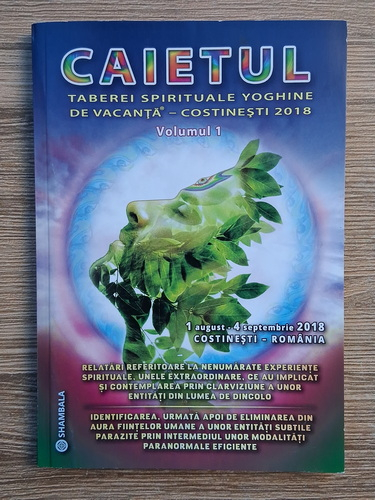 CAIETUL
TABEREI SPIRITUALE YOGHINE
DE VACANȚĂ® – COSTINEȘTI 2018
Volumul 1
1 august - 4 septembrie 2018
COSTINEȘTI – ROMÂNIA
RELATĂRI REFERITOARE LA NENUMĂRATE EXPERIENȚE
SPIRITUALE, UNELE EXTRAORDINARE, CE AU IMPLICAT
ȘI CONTEMPLAREA PRIN CLARVIZIUNE A UNOR
ENTITĂȚI DIN LUMEA DE DINCOLO
IDENTIFICAREA, URMATĂ APOI DE ELIMINAREA DIN
AURA FIINȚELOR UMANE A UNOR ENTITĂȚI SUBTILE
PARAZITE PRIN INTERMEDIUL UNOR MODALITĂȚI
PARANORMALE EFICIENTE
SHAMBALA